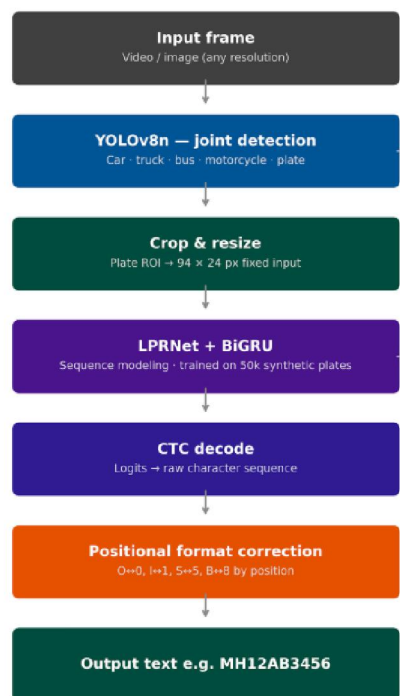 Input frame
Video / image (any resolution)
YOLOv8n — joint detection
Car · truck · bus · motorcycle · plate
Crop & resize
Plate ROI → 94 × 24 px fixed input
LPRNet + BiGRU
Sequence modeling · trained on 50k synthetic plates
CTC decode
Logits → raw character sequence
Positional format correction
O↔0, I↔1, S↔5, B↔8 by position
Output text e.g. MH12AB3456